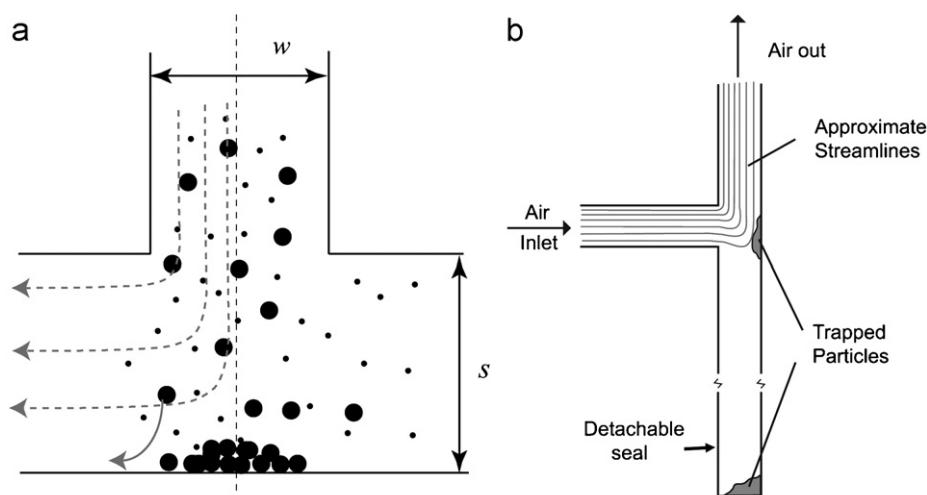 a
w
s
b
Air out
Approximate
Streamlines
Air
Inlet
Trapped
Particles
Detachable
seal